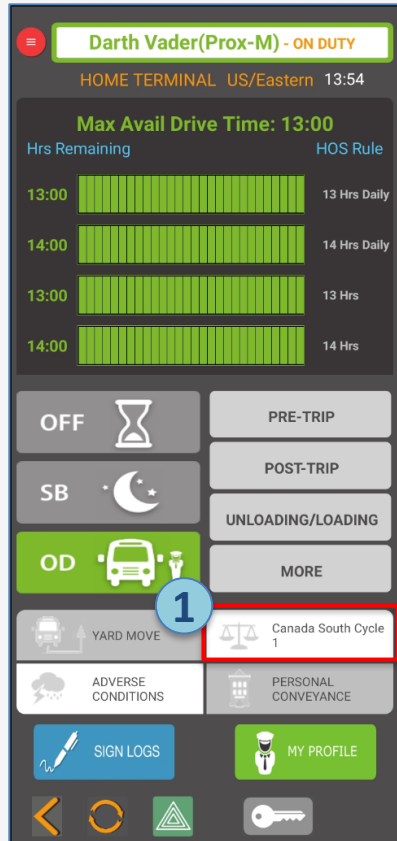 Darth Vader(Prox-M) - ON DUTY
HOME TERMINAL US/Eastern 13:54
Max Avail Drive Time: 13:00
Hrs Remaining HOS Rule
13:00 13 Hrs Daily
14:00 14 Hrs Daily
13:00 13 Hrs
14:00 14 Hrs
OFF
PRE-TRIP
POST-TRIP
SB
UNLOADING/LOADING
OD
MORE
1
YARD MOVE
Canada South Cycle
1
ADVERSE
CONDITIONS
PERSONAL
CONVEYANCE
SIGN LOGS
MY PROFILE